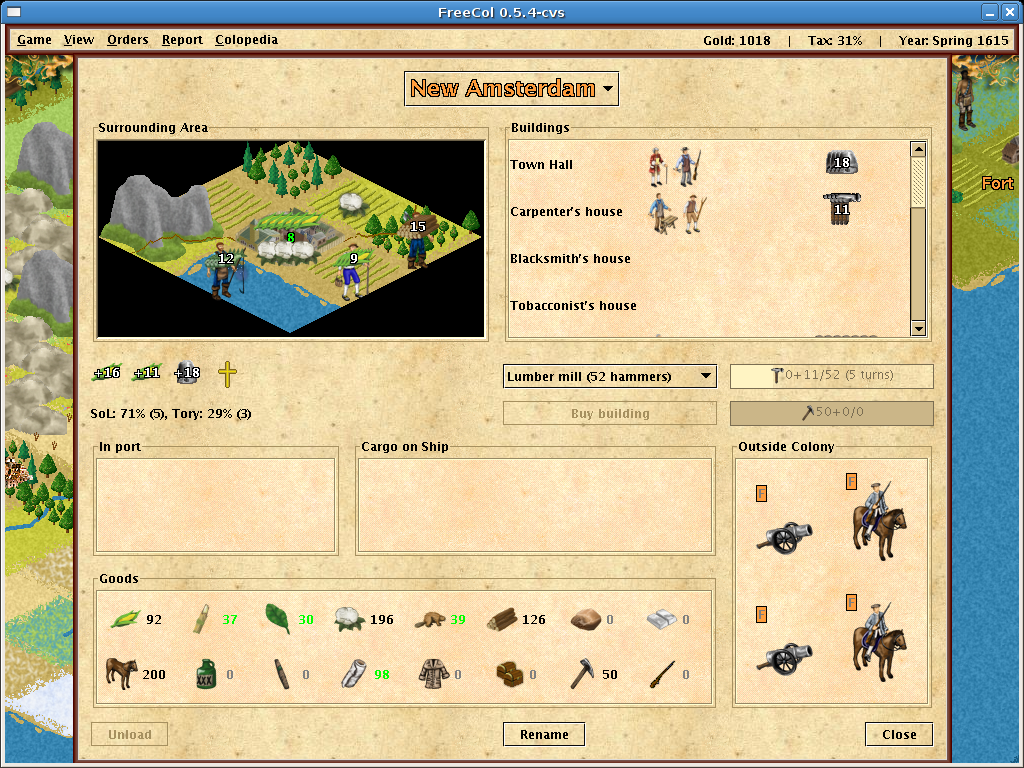 FreeCol 0.5.4-cvs
Game View Orders Report Colopedia Gold: 1018 | Tax: 31% | Year: Spring 1615
New Amsterdam
Surrounding Area
Buildings
Town Hall 18
Carpenter's house 11
Blacksmith's house
Tobacconist's house
8
15
12
9
Fort
+16 +11 +18
Lumber mill (52 hammers) 0+11/52 (5 turns)
SoL: 71% (5), Tory: 29% (3)
Buy building 50+0/0
In port
Cargo on Ship
Outside Colony
F F
F F
Goods
92 37 30 196 39 126 0 0
200 0 0 98 0 0 50 0
XXX
Unload Rename Close